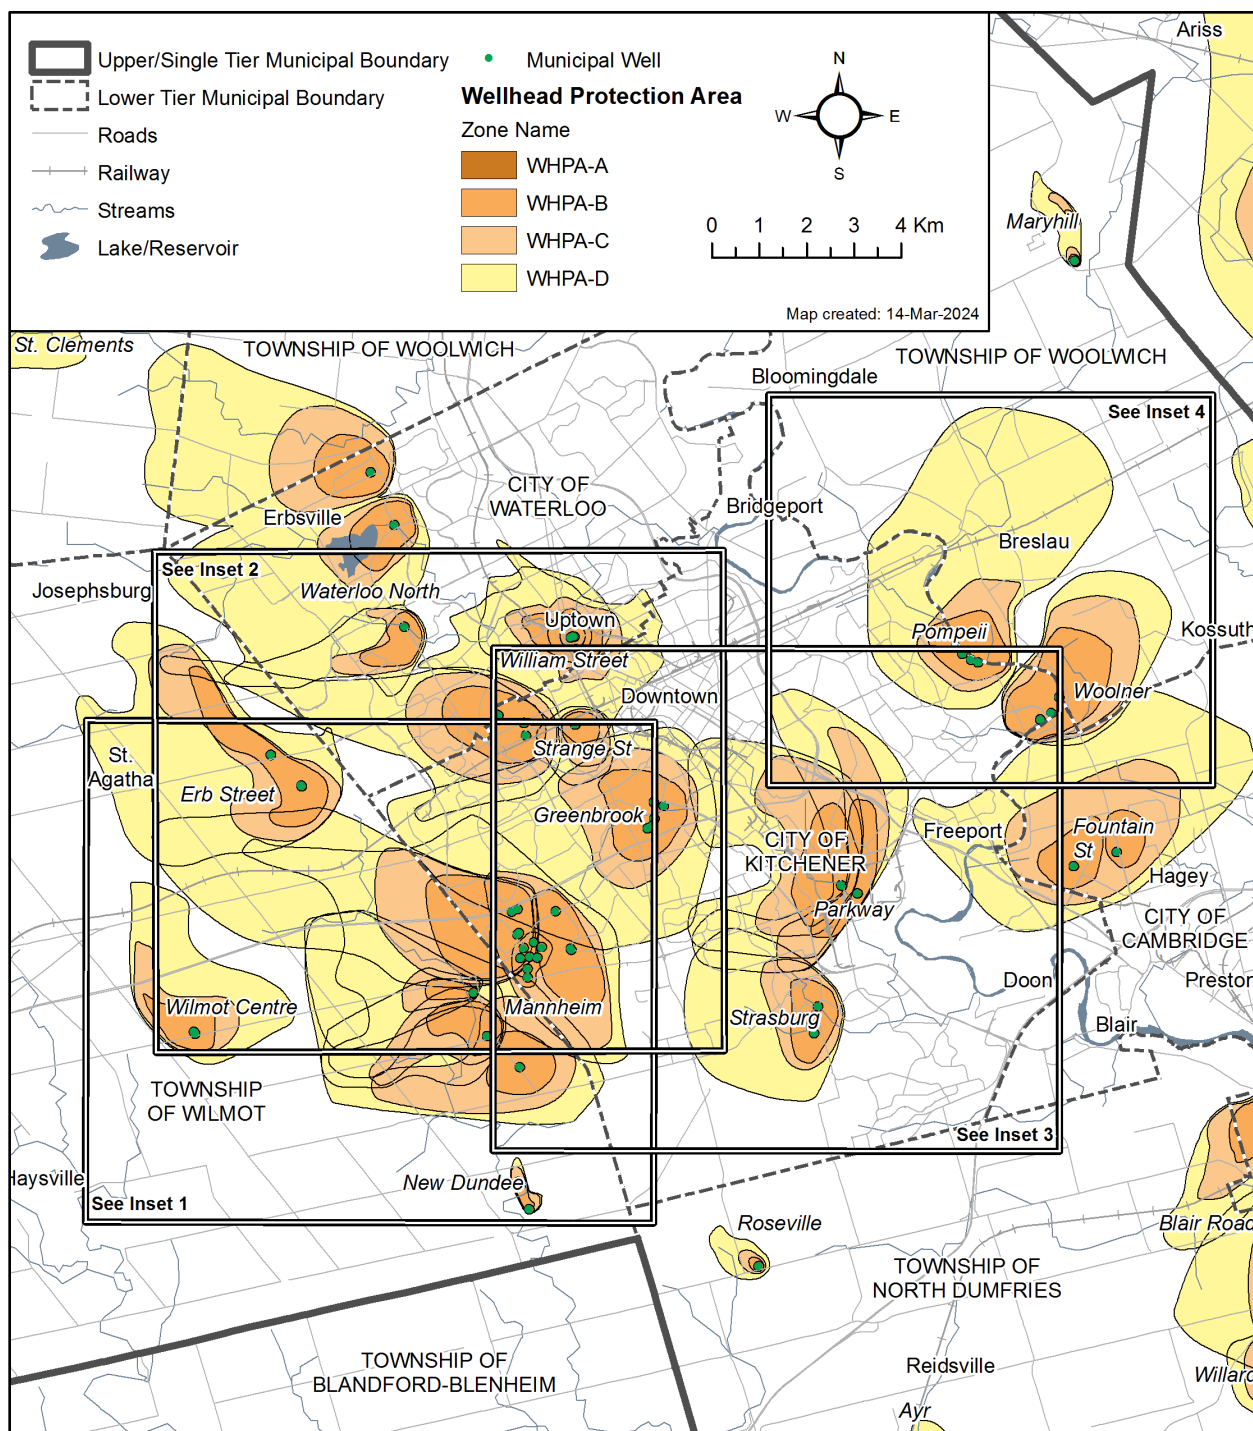 Upper/Single Tier Municipal Boundary
Lower Tier Municipal Boundary
Roads
Railway
Streams
Lake/Reservoir
Municipal Well
Wellhead Protection Area
Zone Name
WHPA-A
WHPA-B
WHPA-C
WHPA-D
N
W E
S
0 1 2 3 4 Km
Map created: 14-Mar-2024
Ariss
Maryhill
St. Clements
TOWNSHIP OF WOOLWICH
TOWNSHIP OF WOOLWICH
Bloomingdale
See Inset 4
CITY OF
WATERLOO
Bridgeport
Erbsville
Breslau
See Inset 2
Josephsburg
Waterloo North
Uptown
Pompeii
Kossuth
William Street
Downtown
Woolner
Strange St
St.
Agatha
Erb Street
Greenbrook
CITY OF
KITCHENER
Freeport
Fountain
St
Hagey
Parkway
CITY OF
CAMBRIDGE
Doon
Preston
Wilmot Centre
Mannheim
Strasburg
Blair
TOWNSHIP
OF WILMOT
See Inset 3
Haysville
New Dundee
See Inset 1
Roseville
Blair Road
TOWNSHIP OF
NORTH DUMFRIES
TOWNSHIP OF
BLANDFORD-BLENHEIM
Reidsville
Willard
Ayr